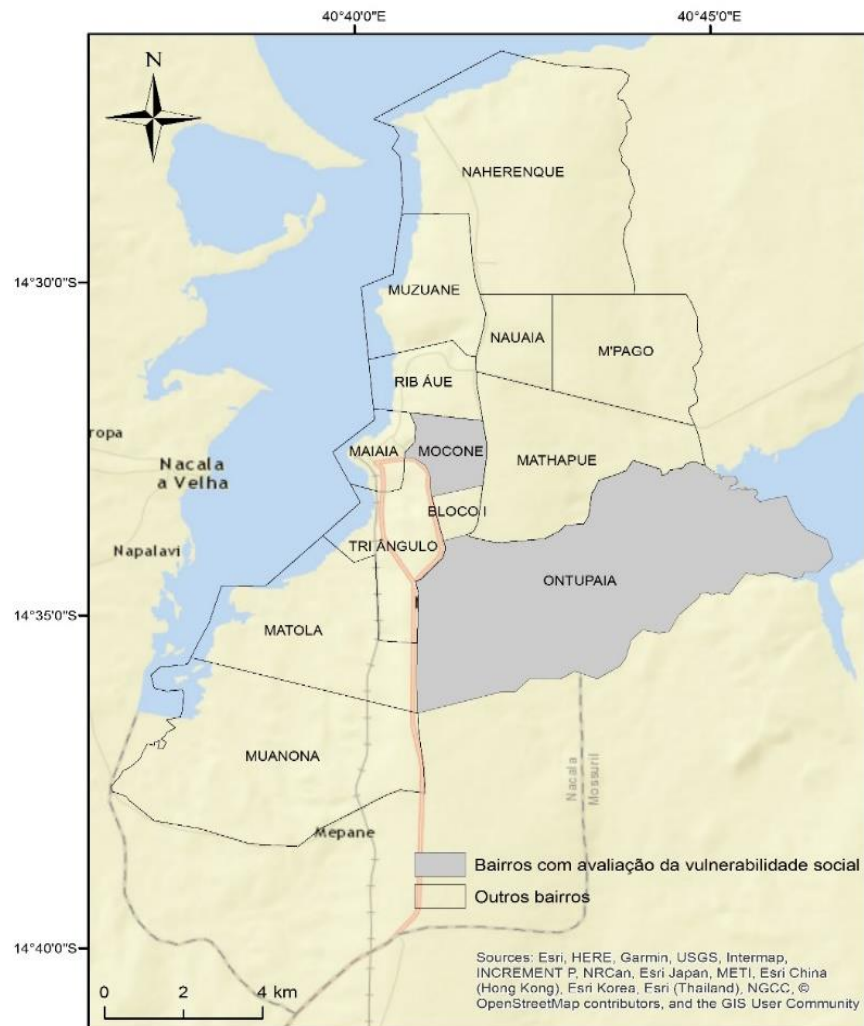 40°40'0"E
40°45'0"E
N
NAHERENQUE
14°30'0"S
MUZUANE
NAUAIA
M'PAGO
RIB ÁUE
MAIAIA
MOCONE
MATHAPUE
ropa
Nacala
a Velha
BLOCO I
Napalavi
TRI ÂNGULO
ONTUPAIA
14°35'0"S
MATOLA
MUANONA
Nacala
Mossuril
Mepane
Bairros com avaliação da vulnerabilidade social
Outros bairros
14°40'0"S
Sources: Esri, HERE, Garmin, USGS, Intermap,
INCREMENT P, NRCan, Esri Japan, METI, Esri China
(Hong Kong), Esri Korea, Esri (Thailand), NGCC, ©
OpenStreetMap contributors, and the GIS User Community
0 2 4 km